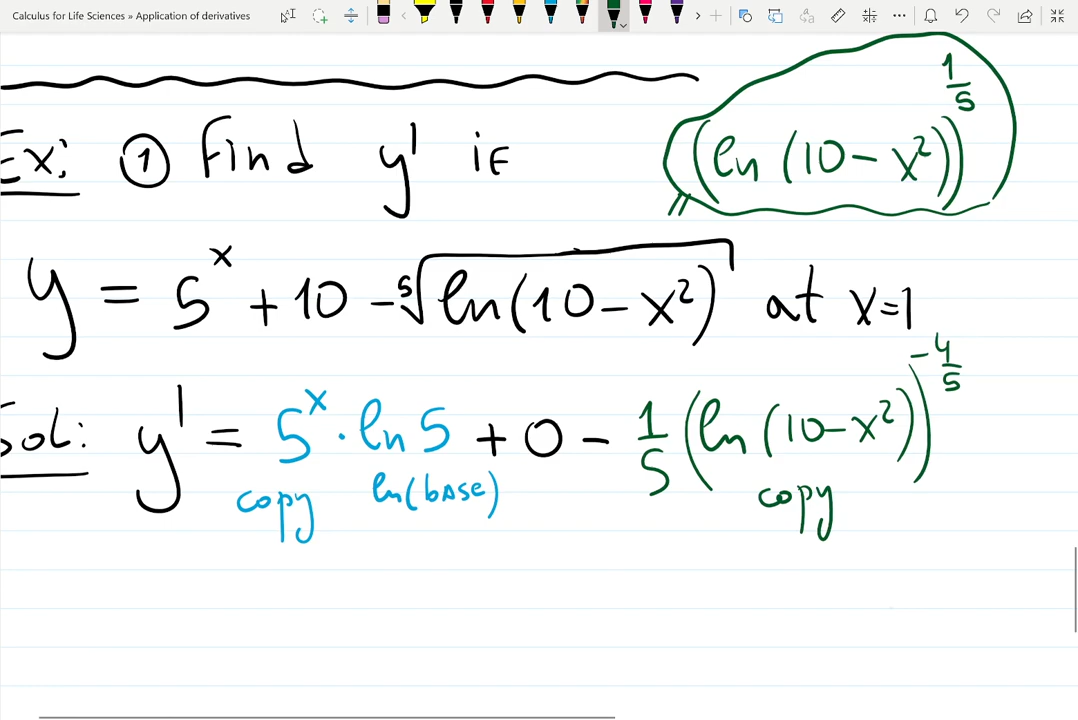 Calculus for Life Sciences » Application of derivatives
Ex: ① Find y' if
(ln (10 - x²))^(1/5)
y = 5^x + 10 - ⁵√ln(10 - x²) at x=1
Sol: y' = 5^x · ln 5 + 0 - 1/5 (ln (10-x²))^(-4/5)
copy ln(base) copy